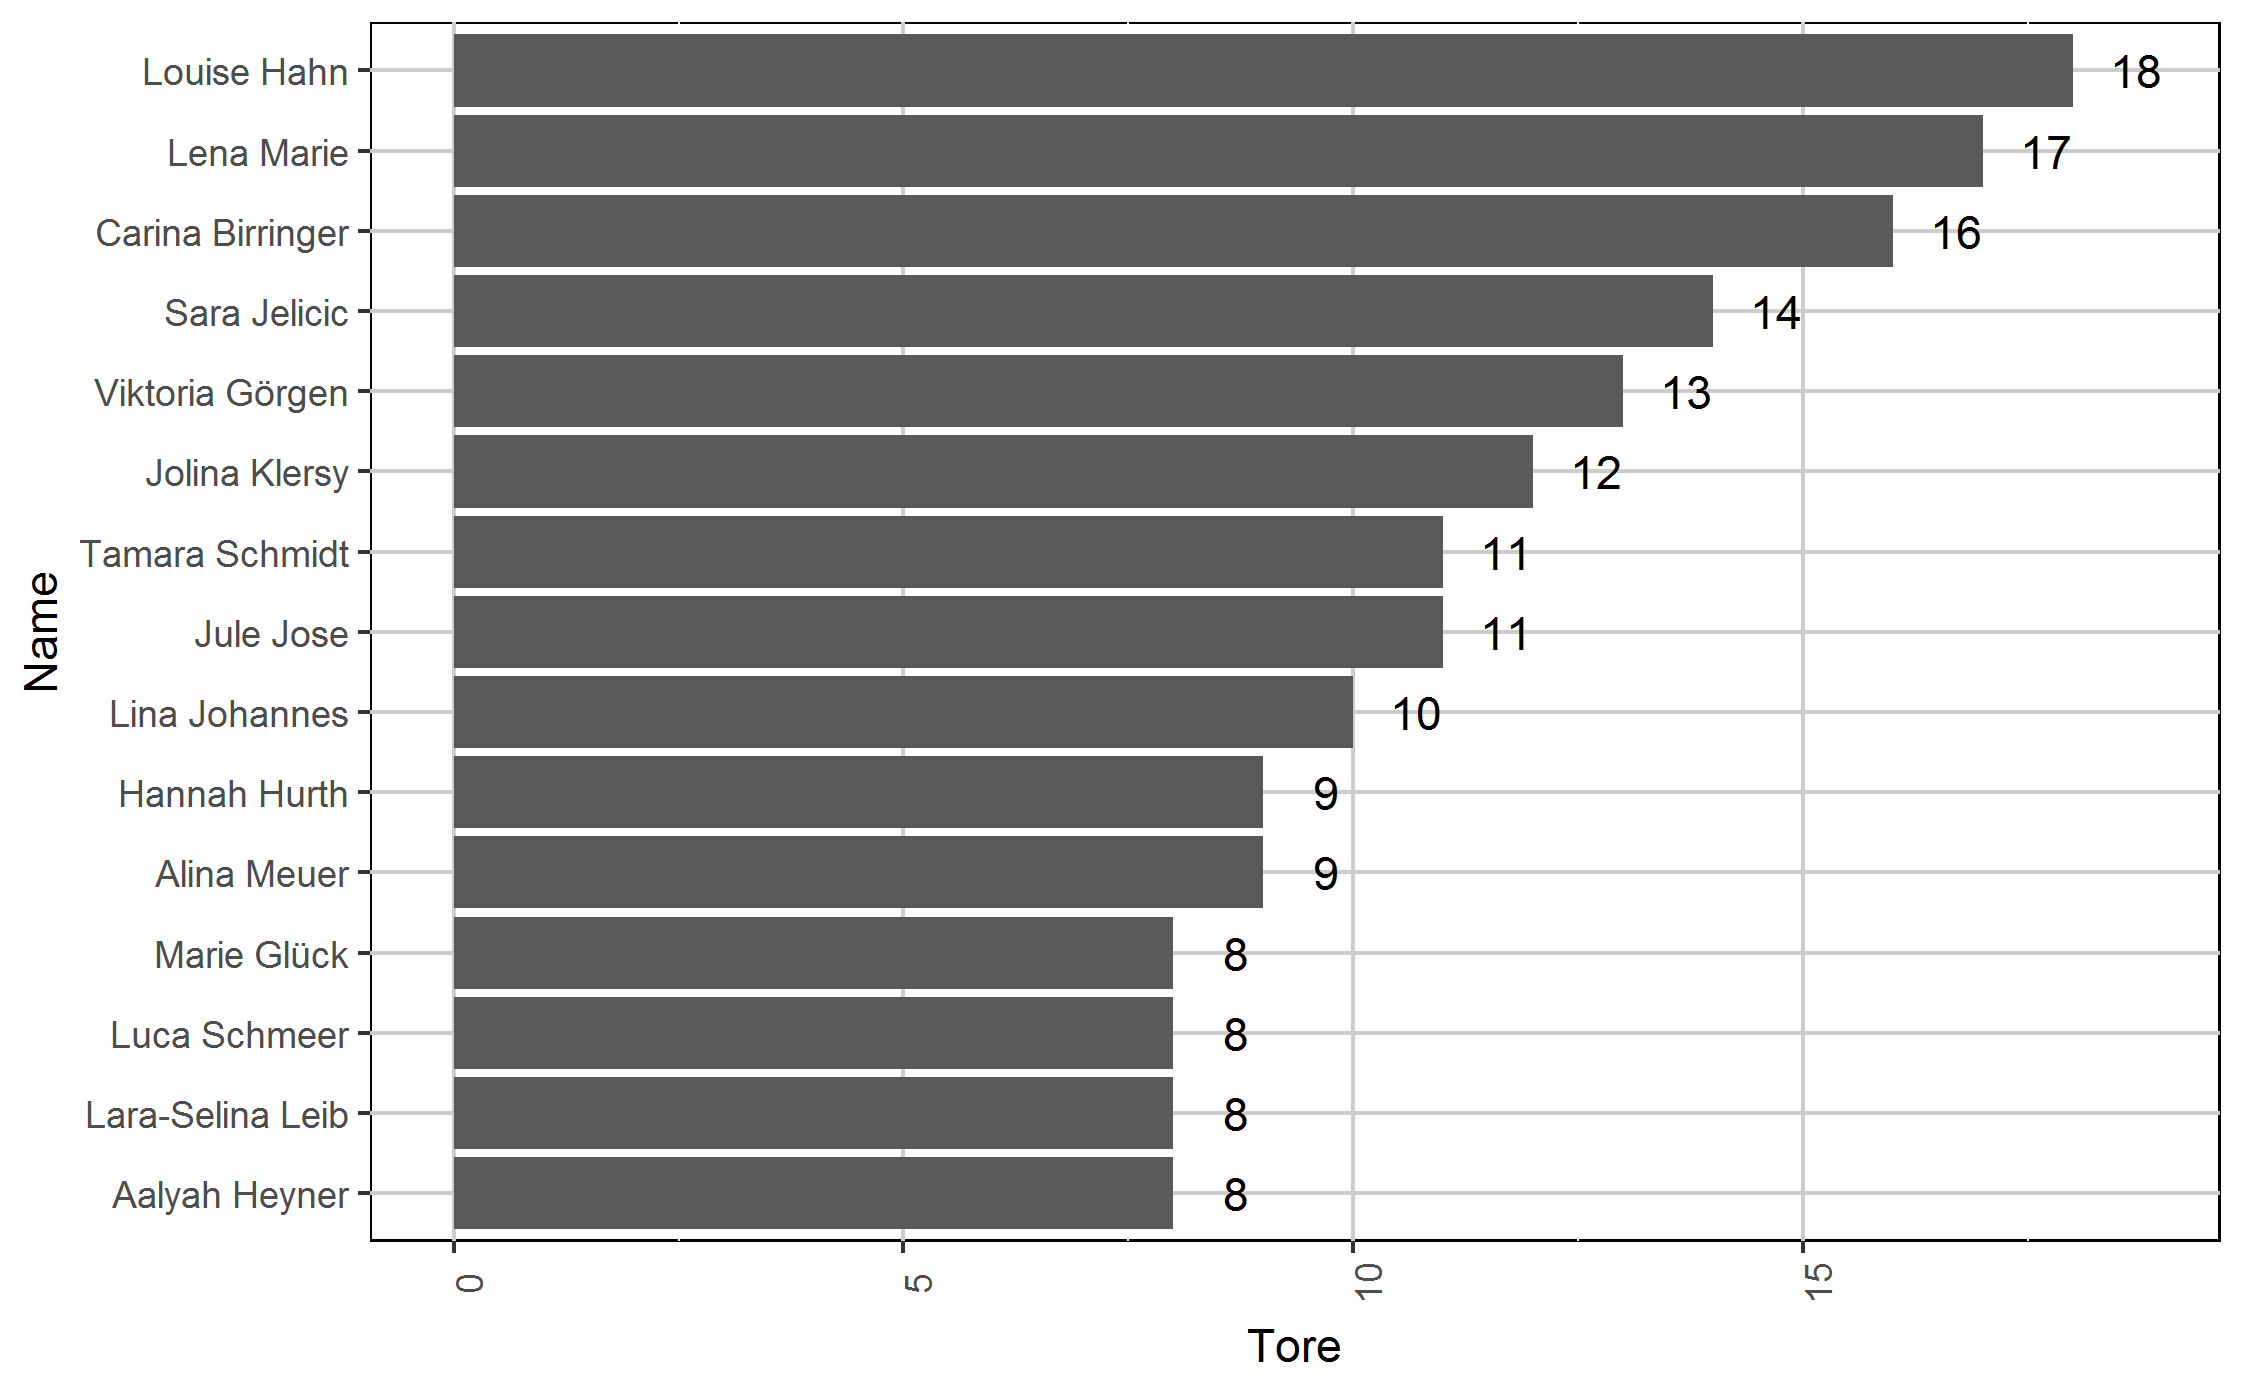 Louise Hahn 18
Lena Marie 17
Carina Birringer 16
Sara Jelicic 14
Viktoria Görgen 13
Jolina Klersy 12
Tamara Schmidt 11
Jule Jose 11
Lina Johannes 10
Hannah Hurth 9
Alina Meuer 9
Marie Glück 8
Luca Schmeer 8
Lara-Selina Leib 8
Aalyah Heyner 8
Name
0 5 10 15
Tore